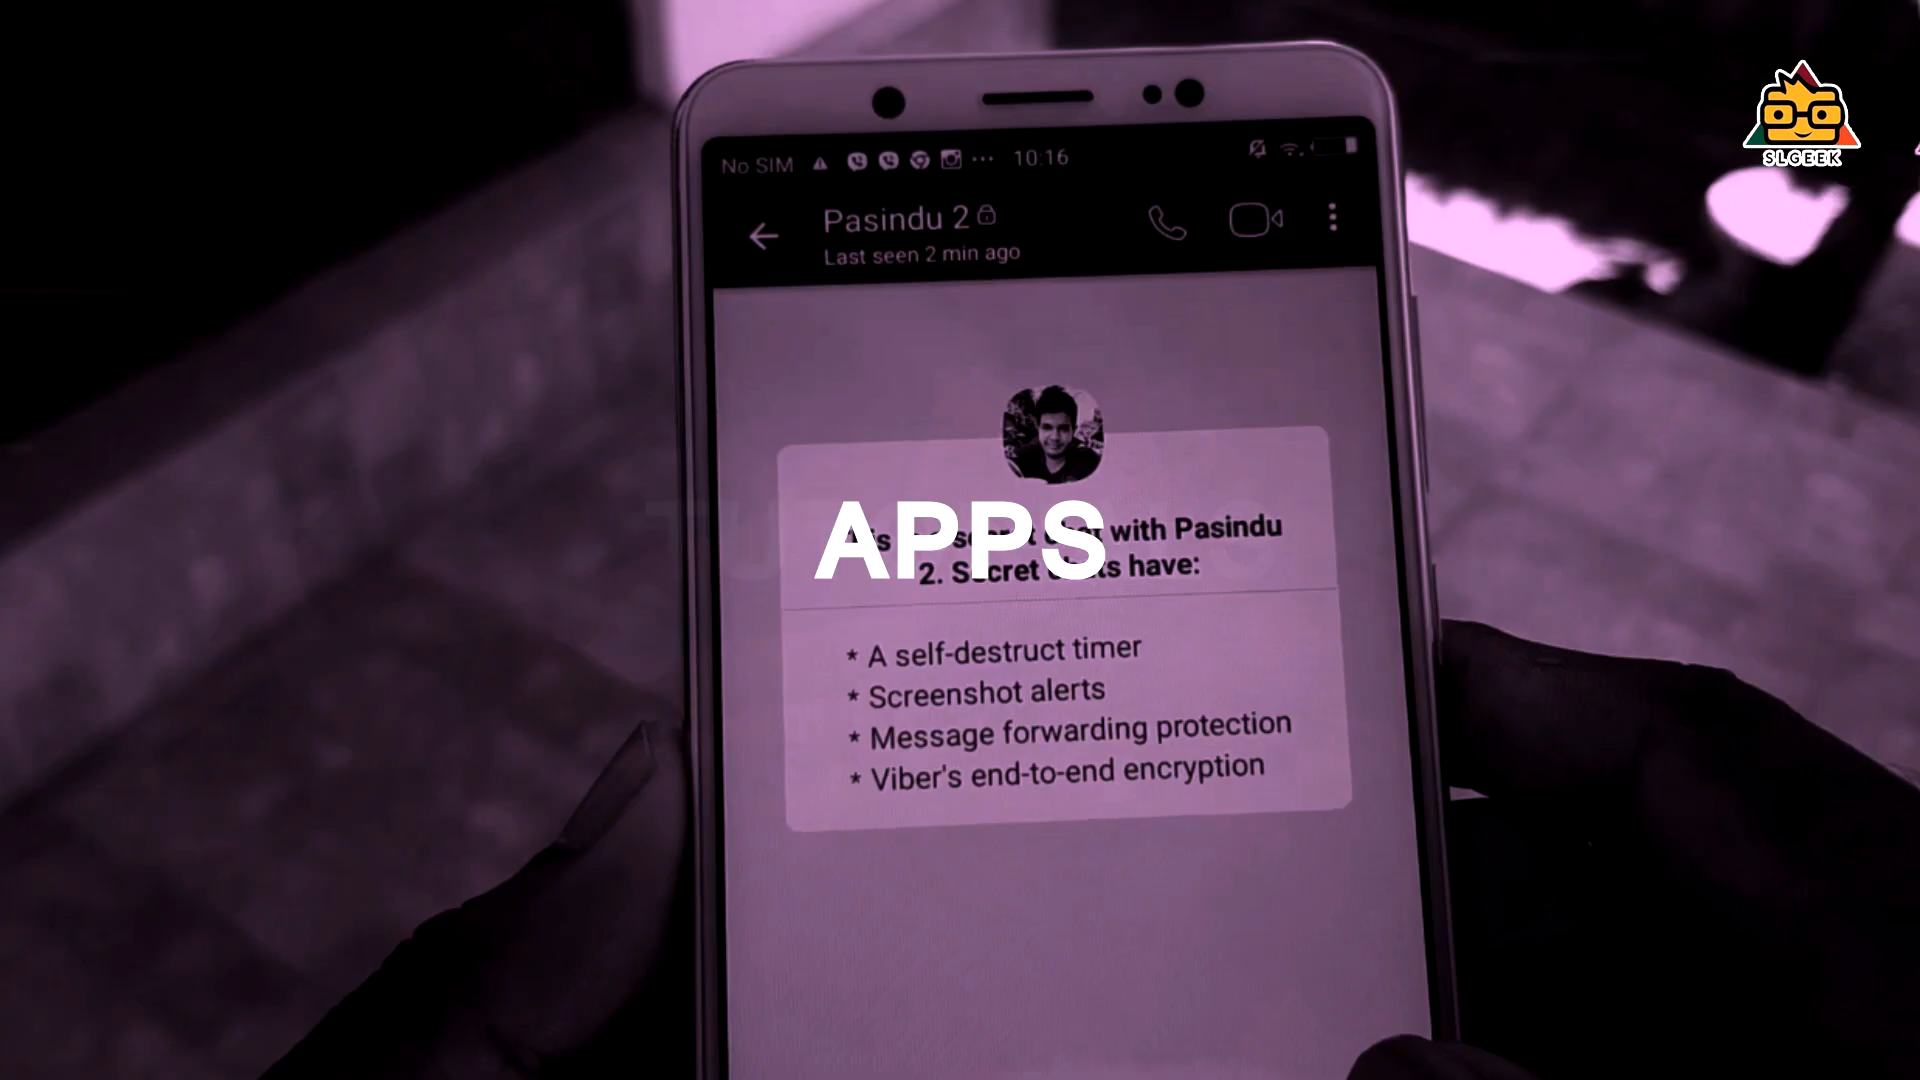 SLGEEK
No SIM ... 10:16
Pasindu 2
Last seen 2 min ago
APPS
with Pasindu
2. Secret have:
* A self-destruct timer
* Screenshot alerts
* Message forwarding protection
* Viber's end-to-end encryption